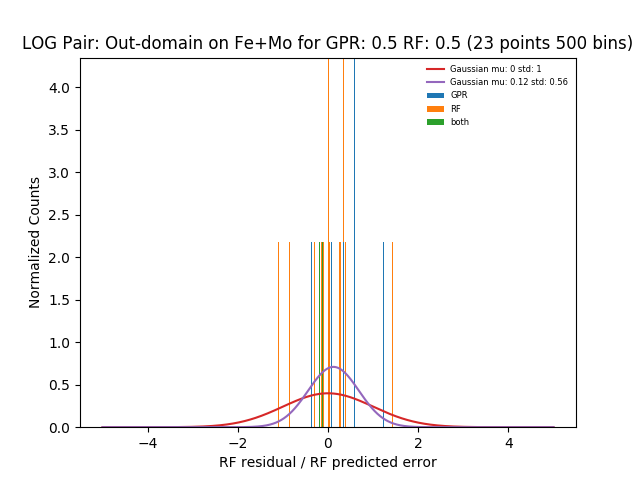 LOG Pair: Out-domain on Fe+Mo for GPR: 0.5 RF: 0.5 (23 points 500 bins)
Gaussian mu: 0 std: 1
Gaussian mu: 0.12 std: 0.56
GPR
RF
both
Normalized Counts
4.0
3.5
3.0
2.5
2.0
1.5
1.0
0.5
0.0
−4 −2 0 2 4
RF residual / RF predicted error